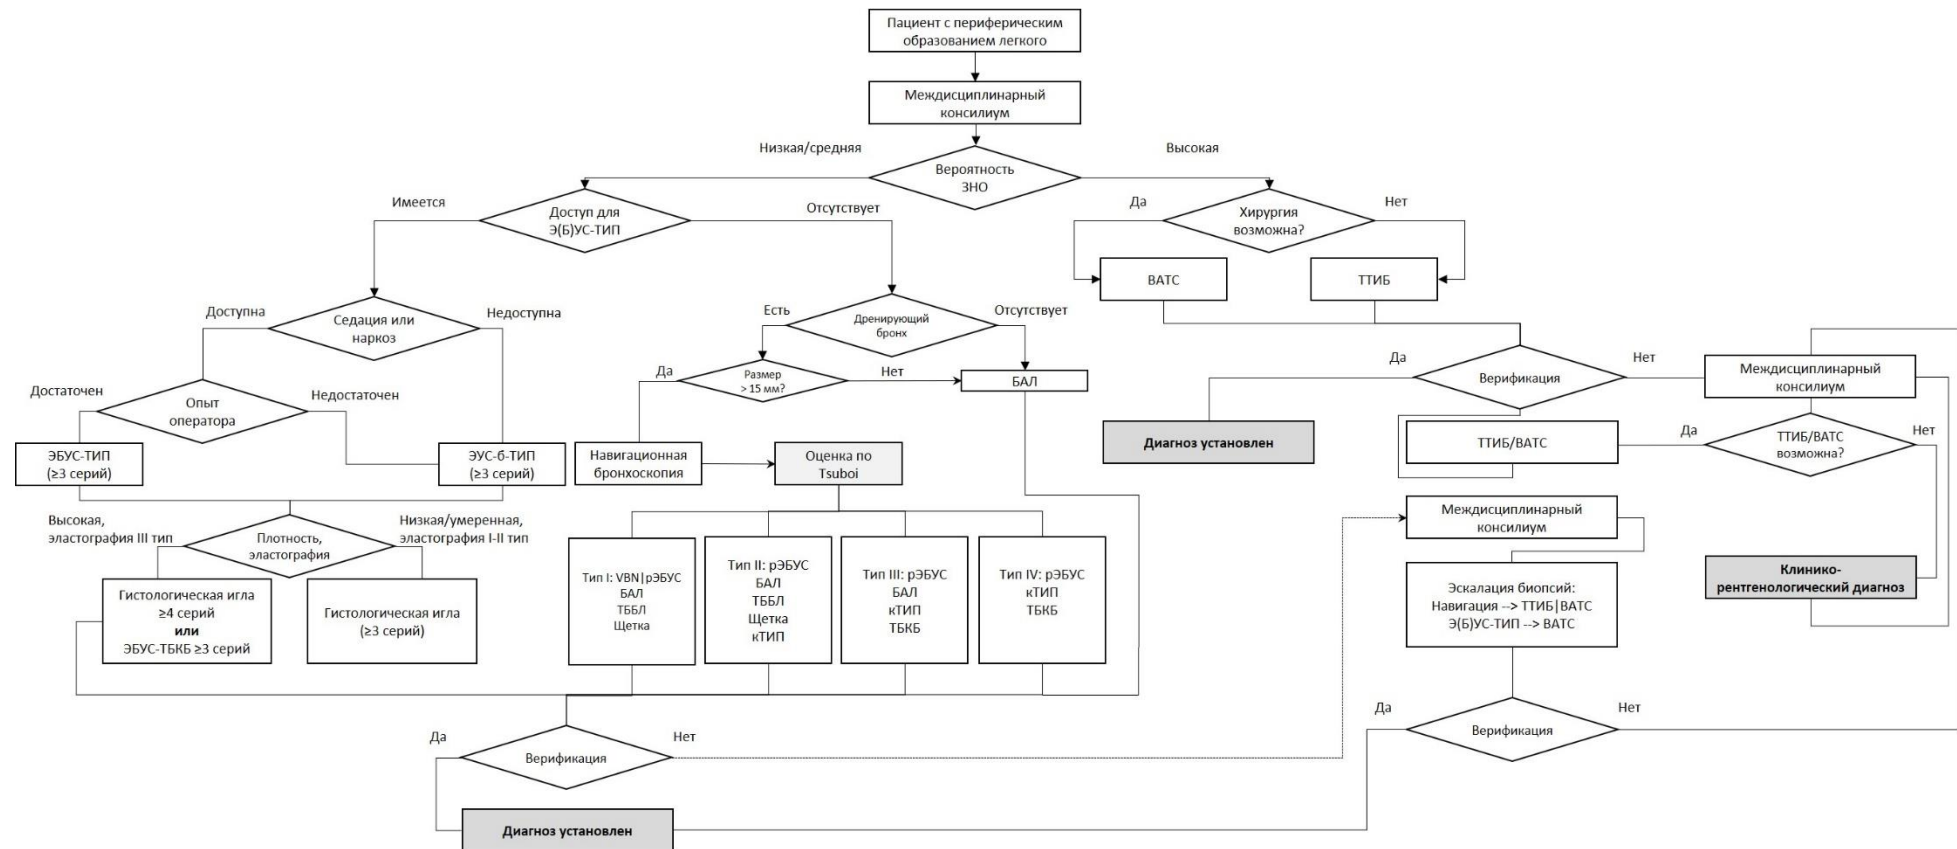 Пациент с периферическим
образованием легкого
Междисциплинарный
консилиум
Низкая/средняя
Высокая
Вероятность
ЗНО
Имеется
Доступ для
Э(Б)УС-ТИП
Отсутствует
Да
Хирургия
возможна?
Нет
ВАТС
ТТИБ
Доступна
Седация или
наркоз
Недоступна
Есть
Дренирующий
бронх
Отсутствует
Достаточен
Опыт
оператора
Недостаточен
Да
Размер
> 15 мм?
Нет
БАЛ
Да
Верификация
Нет
Междисциплинарный
консилиум
Диагноз установлен
ТТИБ/ВАТС
Да
ТТИБ/ВАТС
возможна?
Нет
ЭБУС-ТИП
(≥3 серий)
ЭУС-б-ТИП
(≥3 серий)
Навигационная
бронхоскопия
Оценка по
Tsuboi
Высокая,
эластография III тип
Плотность,
эластография
Низкая/умеренная,
эластография I-II тип
Междисциплинарный
консилиум
Гистологическая игла
≥4 серий
или
ЭБУС-ТБКБ ≥3 серий
Гистологическая игла
(≥3 серий)
Тип I: VBN|рЭБУС
БАЛ
ТББЛ
Щетка
Тип II: рЭБУС
БАЛ
ТББЛ
Щетка
кТИП
Тип III: рЭБУС
БАЛ
кТИП
ТБКБ
Тип IV: рЭБУС
кТИП
ТБКБ
Эскалация биопсий:
Навигация --> ТТИБ|ВАТС
Э(Б)УС-ТИП --> ВАТС
Клинико-
рентгенологический диагноз
Да
Верификация
Нет
Да
Верификация
Нет
Диагноз установлен